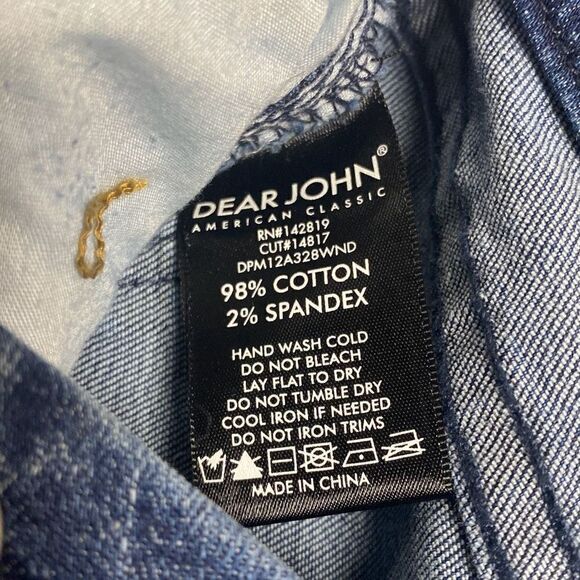 DEAR JOHN®
AMERICAN CLASSIC
RN#142819
CUT#14817
DPM12A328WND
98% COTTON
2% SPANDEX
HAND WASH COLD
DO NOT BLEACH
LAY FLAT TO DRY
DO NOT TUMBLE DRY
COOL IRON IF NEEDED
DO NOT IRON TRIMS
MADE IN CHINA